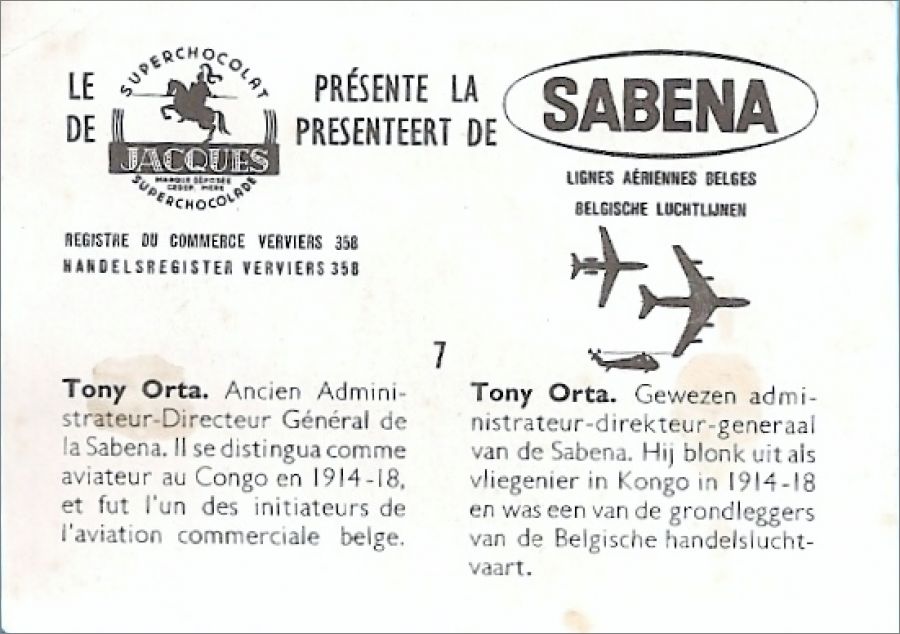 LE
DE
SUPERCHOCOLAT
JACQUES
MARQUE DÉPOSÉE
GEDEP. MERK
SUPERCHOCOLADE
PRÉSENTE LA
PRESENTEERT DE
SABENA
LIGNES AÉRIENNES BELGES
BELGISCHE LUCHTLIJNEN
REGISTRE DU COMMERCE VERVIERS 358
HANDELSREGISTER VERVIERS 358
7
Tony Orta. Ancien Admini-
strateur-Directeur Général de
la Sabena. Il se distingua comme
aviateur au Congo en 1914-18,
et fut l'un des initiateurs de
l'aviation commerciale belge.
Tony Orta. Gewezen admi-
nistrateur-direkteur-generaal
van de Sabena. Hij blonk uit als
vliegenier in Kongo in 1914-18
en was een van de grondleggers
van de Belgische handelslucht-
vaart.